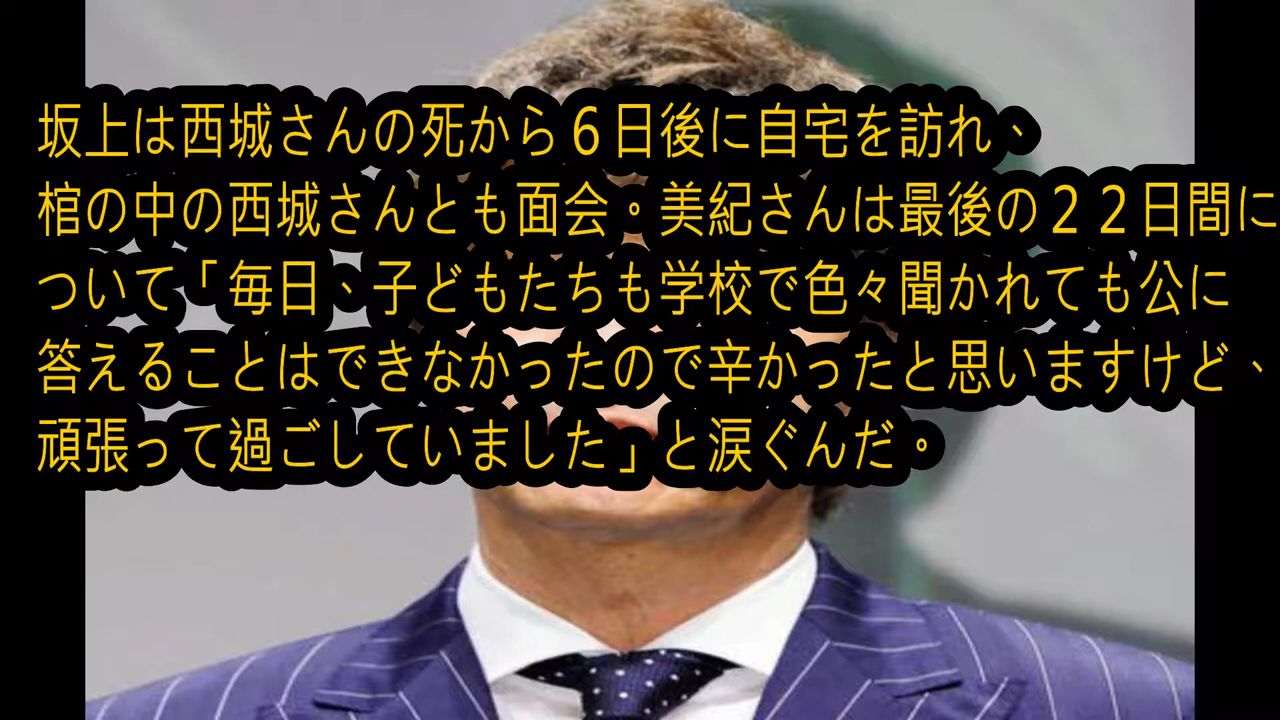 坂上は西城さんの死から６日後に自宅を訪れ、
棺の中の西城さんとも面会。美紀さんは最後の２２日間に
ついて「毎日、子どもたちも学校で色々聞かれても公に
答えることはできなかったので辛かったと思いますけど、
頑張って過ごしていました」と涙ぐんだ。